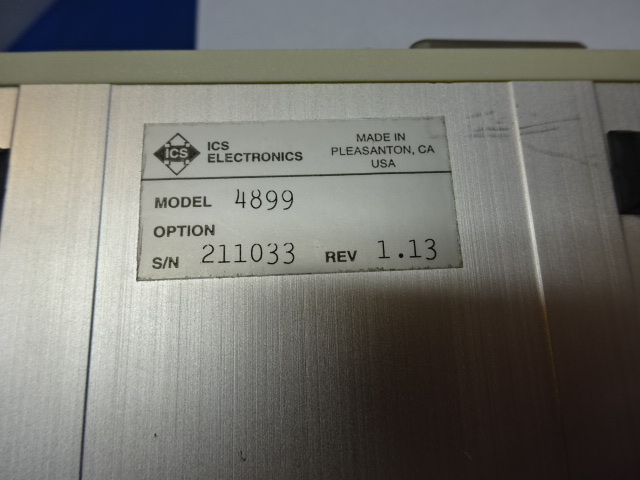 ICS
ICS
ELECTRONICS
MADE IN
PLEASANTON, CA
USA
MODEL 4899
OPTION
S/N 211033 REV 1.13